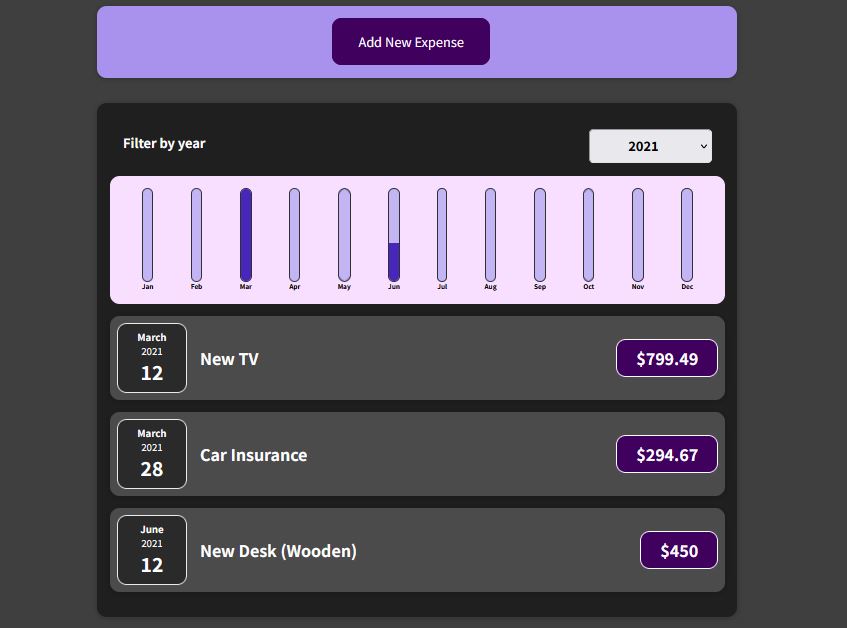 Add New Expense
Filter by year
2021
Jan Feb Mar Apr May Jun Jul Aug Sep Oct Nov Dec
March
2021
12
New TV
$799.49
March
2021
28
Car Insurance
$294.67
June
2021
12
New Desk (Wooden)
$450